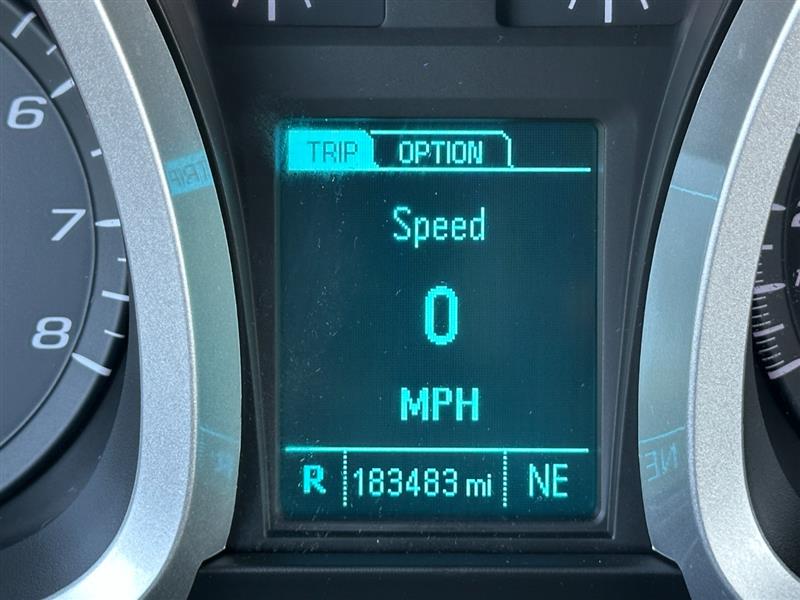 TRIP OPTION
Speed
0
MPH
R 183483 mi NE
6
7
8